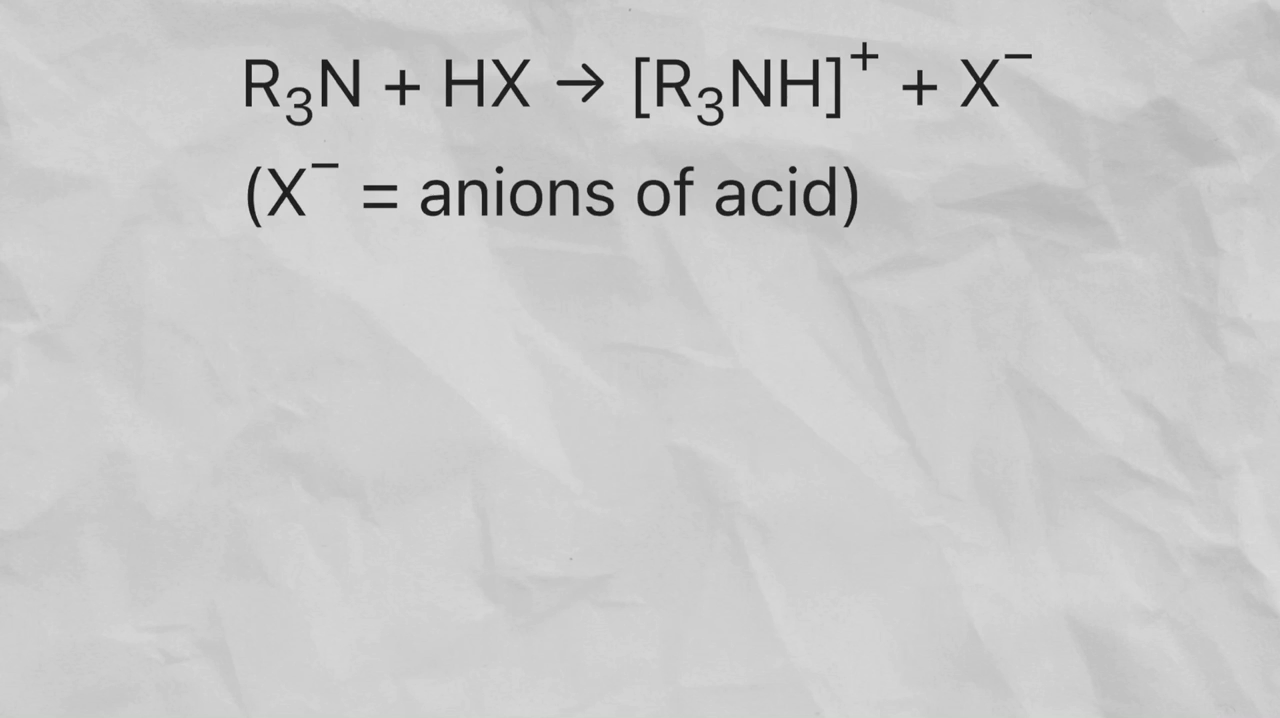 R₃N + HX → [R₃NH]⁺ + X⁻
(X⁻ = anions of acid)